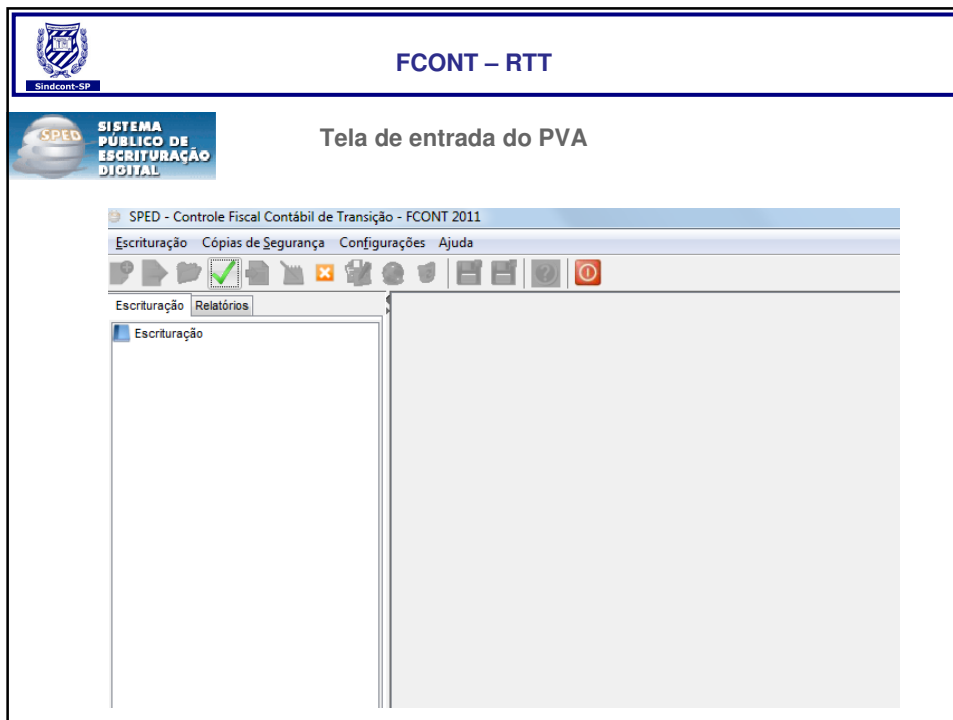 FCONT – RTT
Sindcont-SP
SPED
SISTEMA
PÚBLICO DE
ESCRITURAÇÃO
DIGITAL
Tela de entrada do PVA
SPED - Controle Fiscal Contábil de Transição - FCONT 2011
Escrituração Cópias de Segurança Configurações Ajuda
Escrituração Relatórios
Escrituração